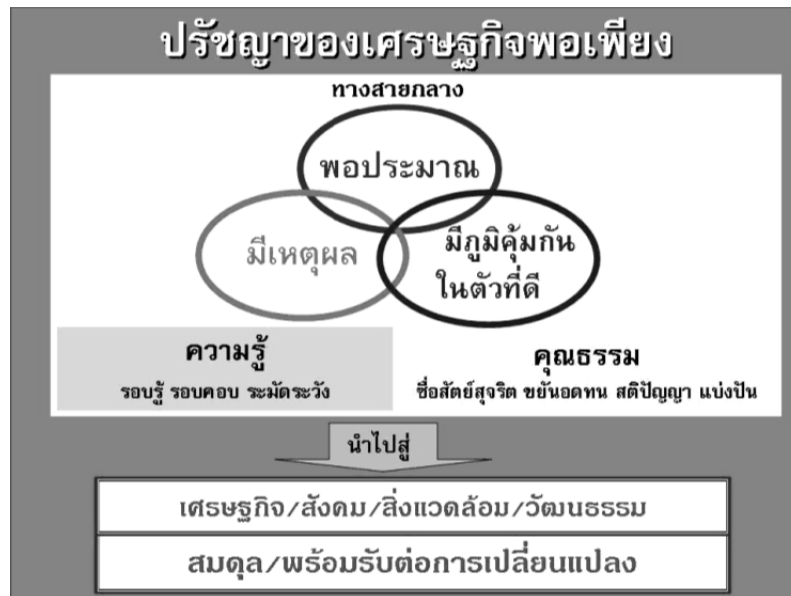 ปรัชญาของเศรษฐกิจพอเพียง
ทางสายกลาง
พอประมาณ
มีเหตุผล
มีภูมิคุ้มกัน
ในตัวที่ดี
ความรู้
รอบรู้ รอบคอบ ระมัดระวัง
คุณธรรม
ซื่อสัตย์สุจริต ขยันอดทน สติปัญญา แบ่งปัน
นำไปสู่
เศรษฐกิจ/สังคม/สิ่งแวดล้อม/วัฒนธรรม
สมดุล/พร้อมรับต่อการเปลี่ยนแปลง